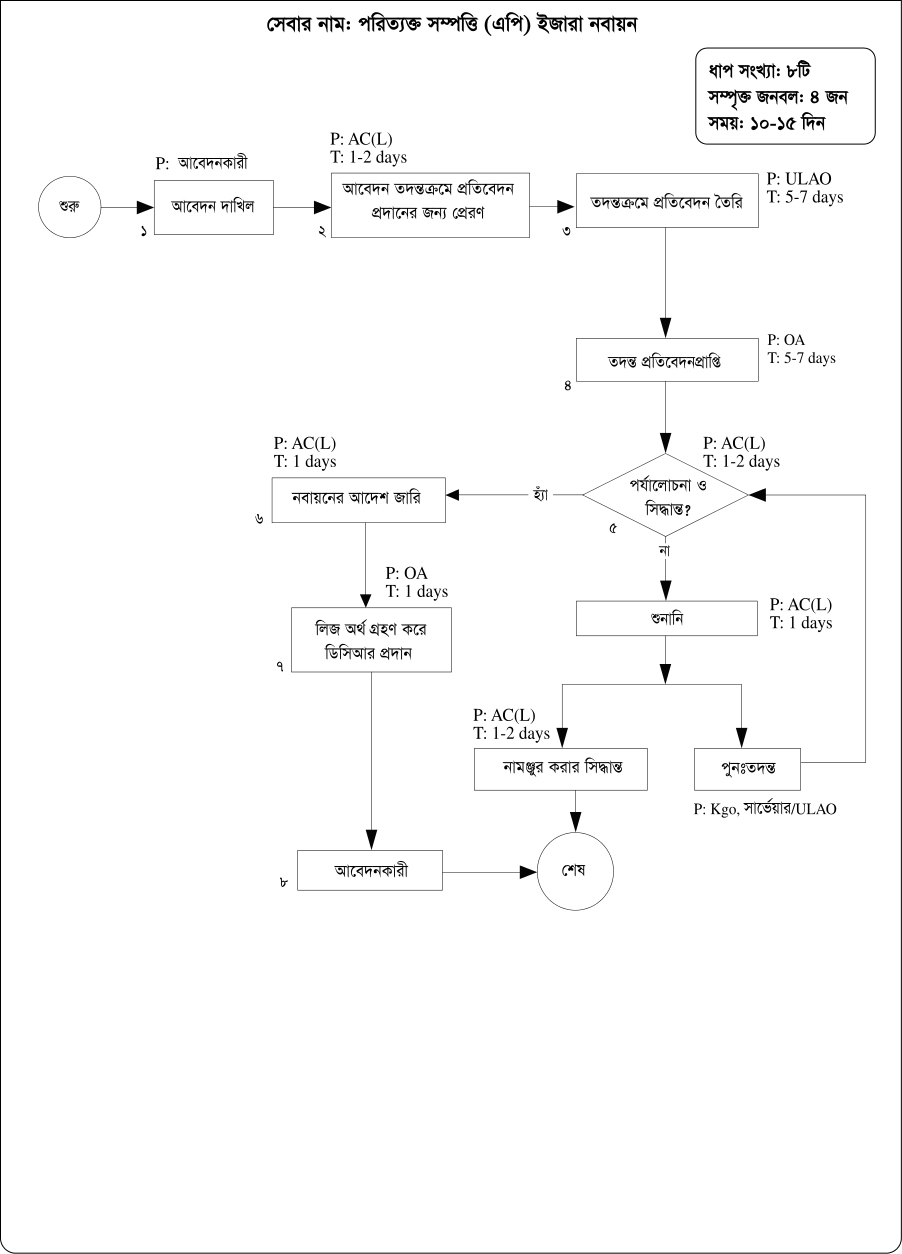 সেবার নাম: পরিত্যক্ত সম্পত্তি (এপি) ইজারা নবায়ন
ধাপ সংখ্যা: ৮টি
সম্পৃক্ত জনবল: ৪ জন
সময়: ১০-১৫ দিন
শুরু
P: আবেদনকারী
আবেদন দাখিল
১
P: AC(L)
T: 1-2 days
আবেদন তদন্তক্রমে প্রতিবেদন
প্রদানের জন্য প্রেরণ
২
তদন্তক্রমে প্রতিবেদন তৈরি
৩
P: ULAO
T: 5-7 days
তদন্ত প্রতিবেদনপ্রাপ্তি
৪
P: OA
T: 5-7 days
P: AC(L)
T: 1-2 days
পর্যালোচনা ও
সিদ্ধান্ত?
৫
হ্যাঁ
না
P: AC(L)
T: 1 days
নবায়নের আদেশ জারি
৬
P: OA
T: 1 days
লিজ অর্থ গ্রহণ করে
ডিসিআর প্রদান
৭
শুনানি
P: AC(L)
T: 1 days
P: AC(L)
T: 1-2 days
নামঞ্জুর করার সিদ্ধান্ত
পুনঃতদন্ত
P: Kgo, সার্ভেয়ার/ULAO
আবেদনকারী
৮
শেষ